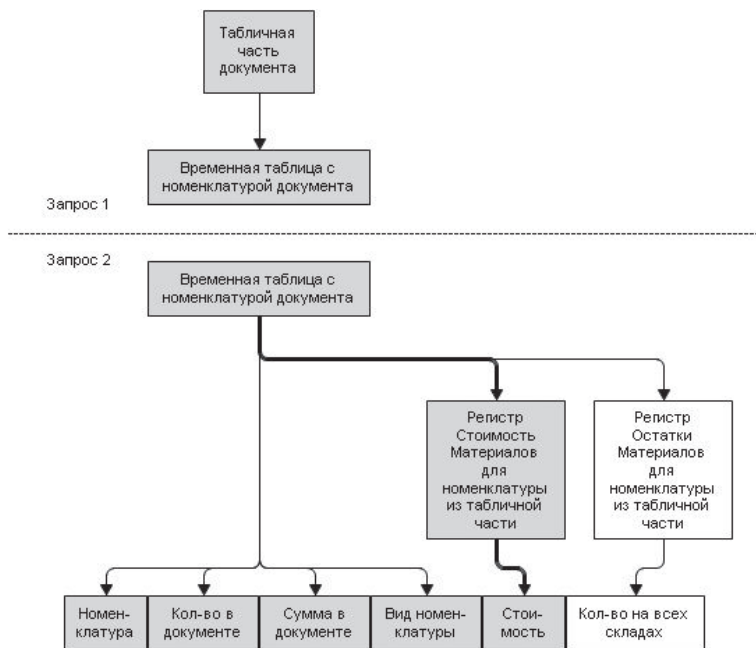 Табличная
часть
документа
Временная таблица с
номенклатурой документа
Запрос 1
Запрос 2
Временная таблица с
номенклатурой документа
Регистр
Стоимость
Материалов
для
номенклатуры
из табличной
части
Регистр
Остатки
Материалов
для
номенклатуры
из табличной
части
Номен-
клатура
Кол-во в
документе
Сумма в
документе
Вид номен-
клатуры
Стои-
мость
Кол-во на всех
складах